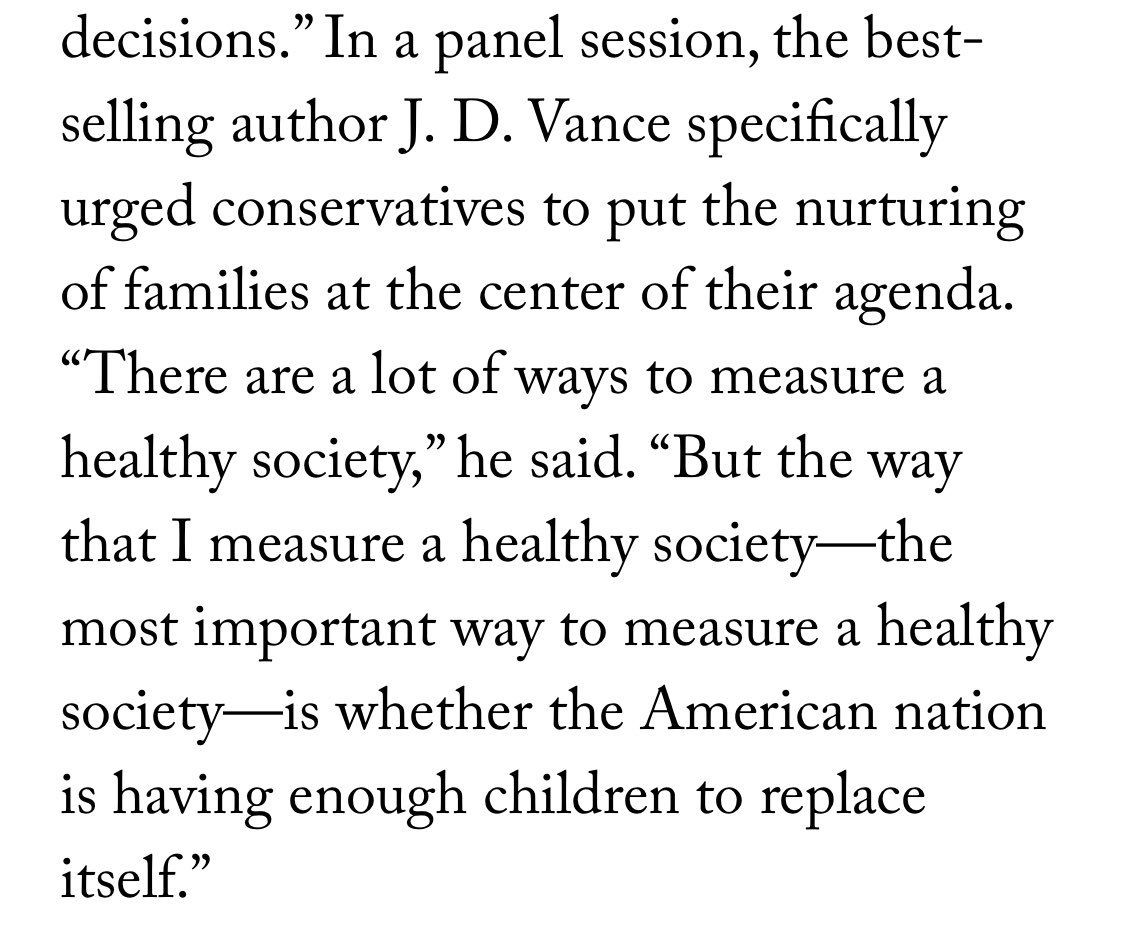 decisions.” In a panel session, the best-
selling author J. D. Vance specifically
urged conservatives to put the nurturing
of families at the center of their agenda.
“There are a lot of ways to measure a
healthy society,” he said. “But the way
that I measure a healthy society—the
most important way to measure a healthy
society—is whether the American nation
is having enough children to replace
itself.”